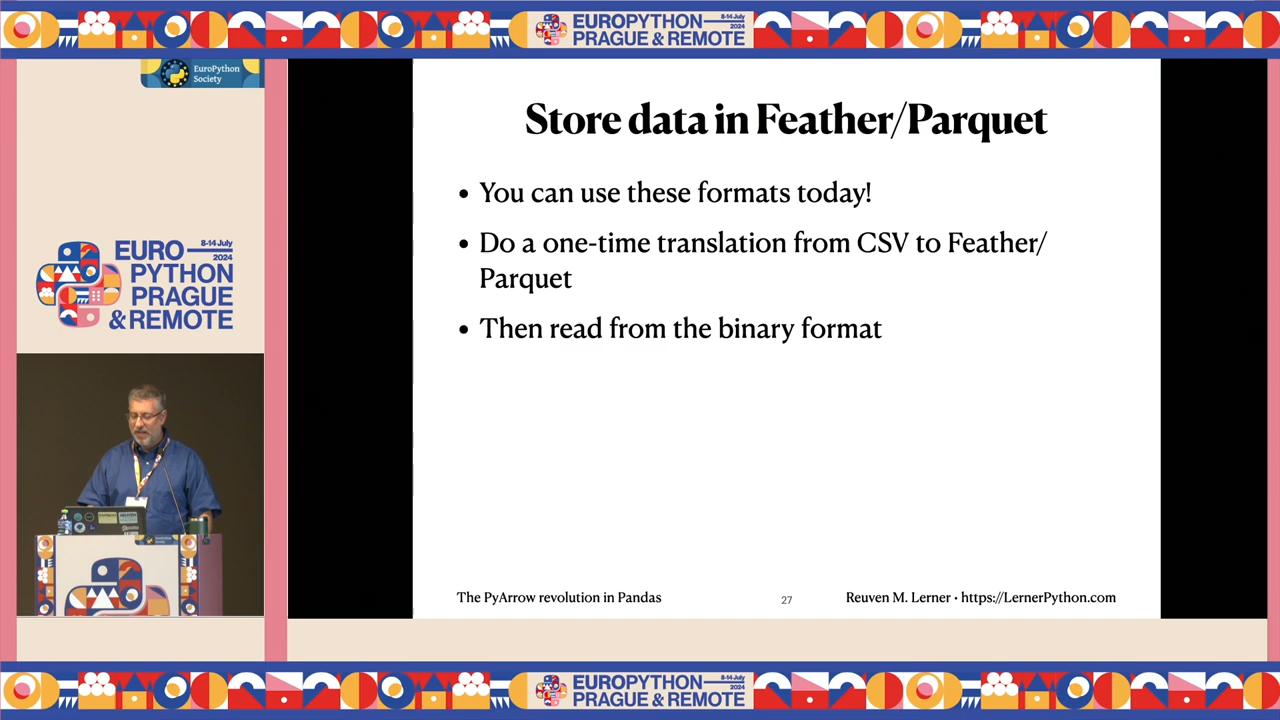 EUROPYTHON
8-14 July
2024
PRAGUE & REMOTE
EuroPython
Society
Store data in Feather/Parquet
• You can use these formats today!
• Do a one-time translation from CSV to Feather/
Parquet
• Then read from the binary format
EURO
8-14 July
2024
PYTHON
PRAGUE
& REMOTE
The PyArrow revolution in Pandas
27
Reuven M. Lerner • https://LernerPython.com
EUROPYTHON
8-14 July
2024
PRAGUE & REMOTE